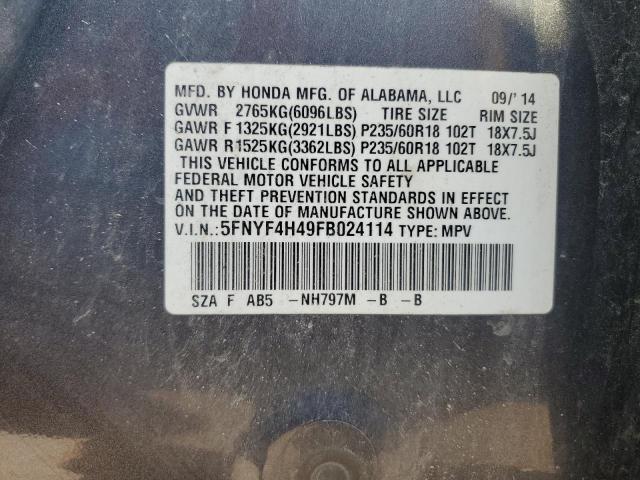 MFD. BY HONDA MFG. OF ALABAMA, LLC 09/'14
GVWR 2765KG(6096LBS) TIRE SIZE RIM SIZE
GAWR F 1325KG(2921LBS) P235/60R18 102T 18X7.5J
GAWR R1525KG(3362LBS) P235/60R18 102T 18X7.5J
THIS VEHICLE CONFORMS TO ALL APPLICABLE
FEDERAL MOTOR VEHICLE SAFETY
AND THEFT PREVENTION STANDARDS IN EFFECT
ON THE DATE OF MANUFACTURE SHOWN ABOVE.
V.I.N.:5FNYF4H49FB024114 TYPE: MPV
SZA F AB5 -NH797M -B -B